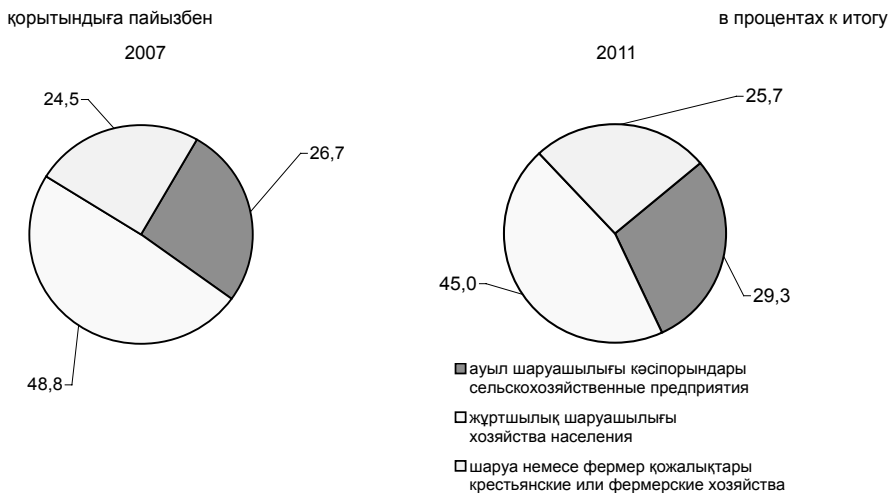 қорытындыға пайызбен
в процентах к итогу
2007
2011
24,5
26,7
48,8
25,7
45,0
29,3
ауыл шаруашылығы кәсіпорындары
сельскохозяйственные предприятия
жұртшылық шаруашылығы
хозяйства населения
шаруа немесе фермер қожалықтары
крестьянские или фермерские хозяйства